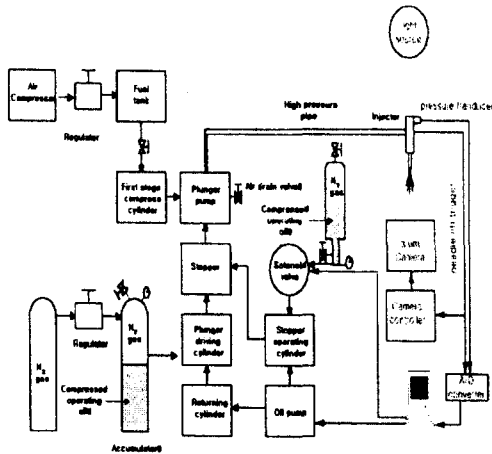 Air
Compressor
Fuel
tank
Regulator
High pressure
pipe
Injector
pressure
First stage
compress
cylinder
Plunger
pump
Air drain valve
N2
gas
Compressed
operating
oil
Stopper
Solenoid
valve
Camera
Camera
controller
N2
gas
Regulator
N2
gas
Compressed
operating
oil
Accumulator
Plunger
driving
cylinder
Stopper
operating
cylinder
Returning
cylinder
Oil pump
A/D
converter